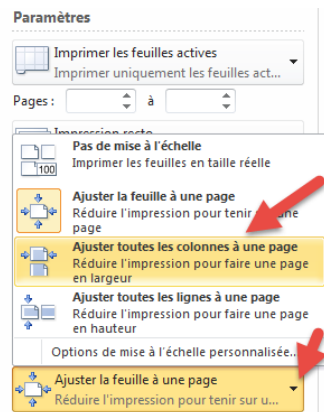 Paramètres
Imprimer les feuilles actives
Imprimer uniquement les feuilles act...
Pages :
à
Impression recto
Pas de mise à l'échelle
Imprimer les feuilles en taille réelle
100
Ajuster la feuille à une page
Réduire l'impression pour tenir
page
Ajuster toutes les colonnes à une page
Réduire l'impression pour faire une page
en largeur
Ajuster toutes les lignes à une page
Réduire l'impression pour faire une page
en hauteur
Options de mise à l'échelle personnalisée..
Ajuster la feuille à une page
Réduire l'impression pour tenir sur u...